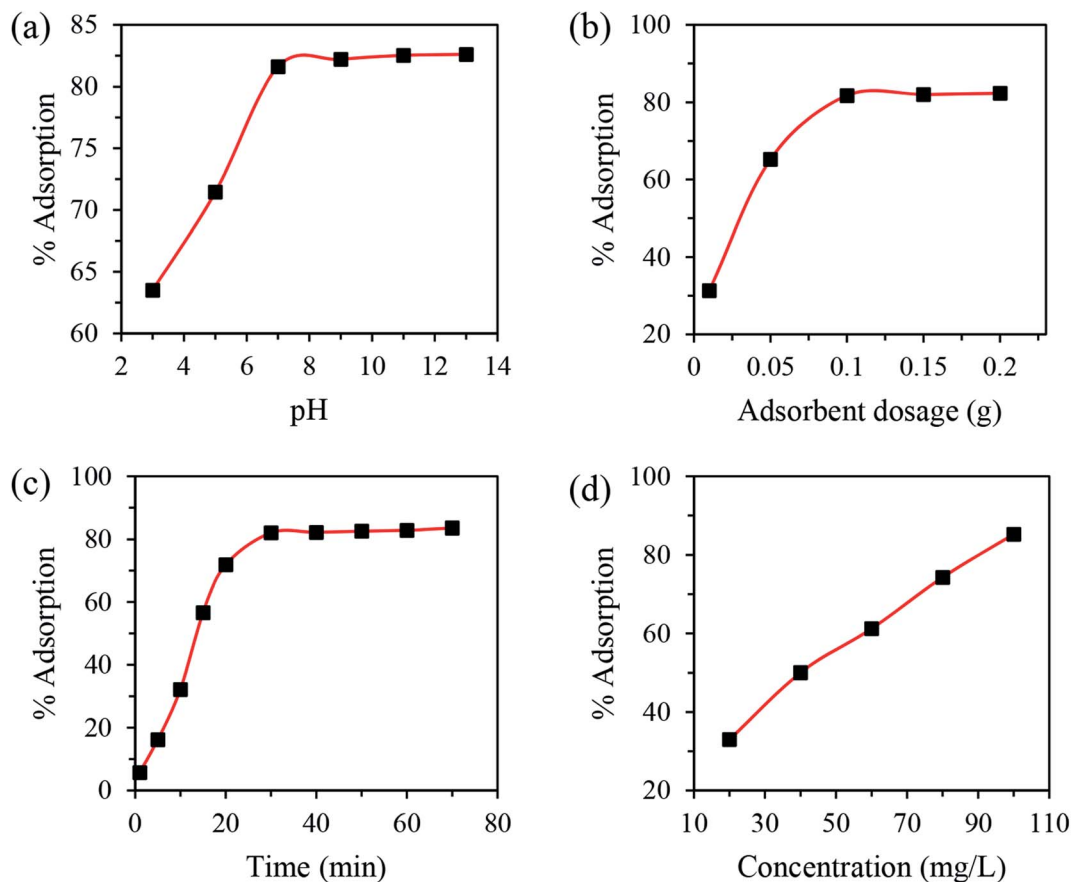 (a)
85
80
75
70
65
60
% Adsorption
2 4 6 8 10 12 14
pH
(b)
100
80
60
40
20
% Adsorption
0 0.05 0.1 0.15 0.2
Adsorbent dosage (g)
(c)
100
80
60
40
20
0
% Adsorption
0 20 40 60 80
Time (min)
(d)
100
80
60
40
20
% Adsorption
10 30 50 70 90 110
Concentration (mg/L)